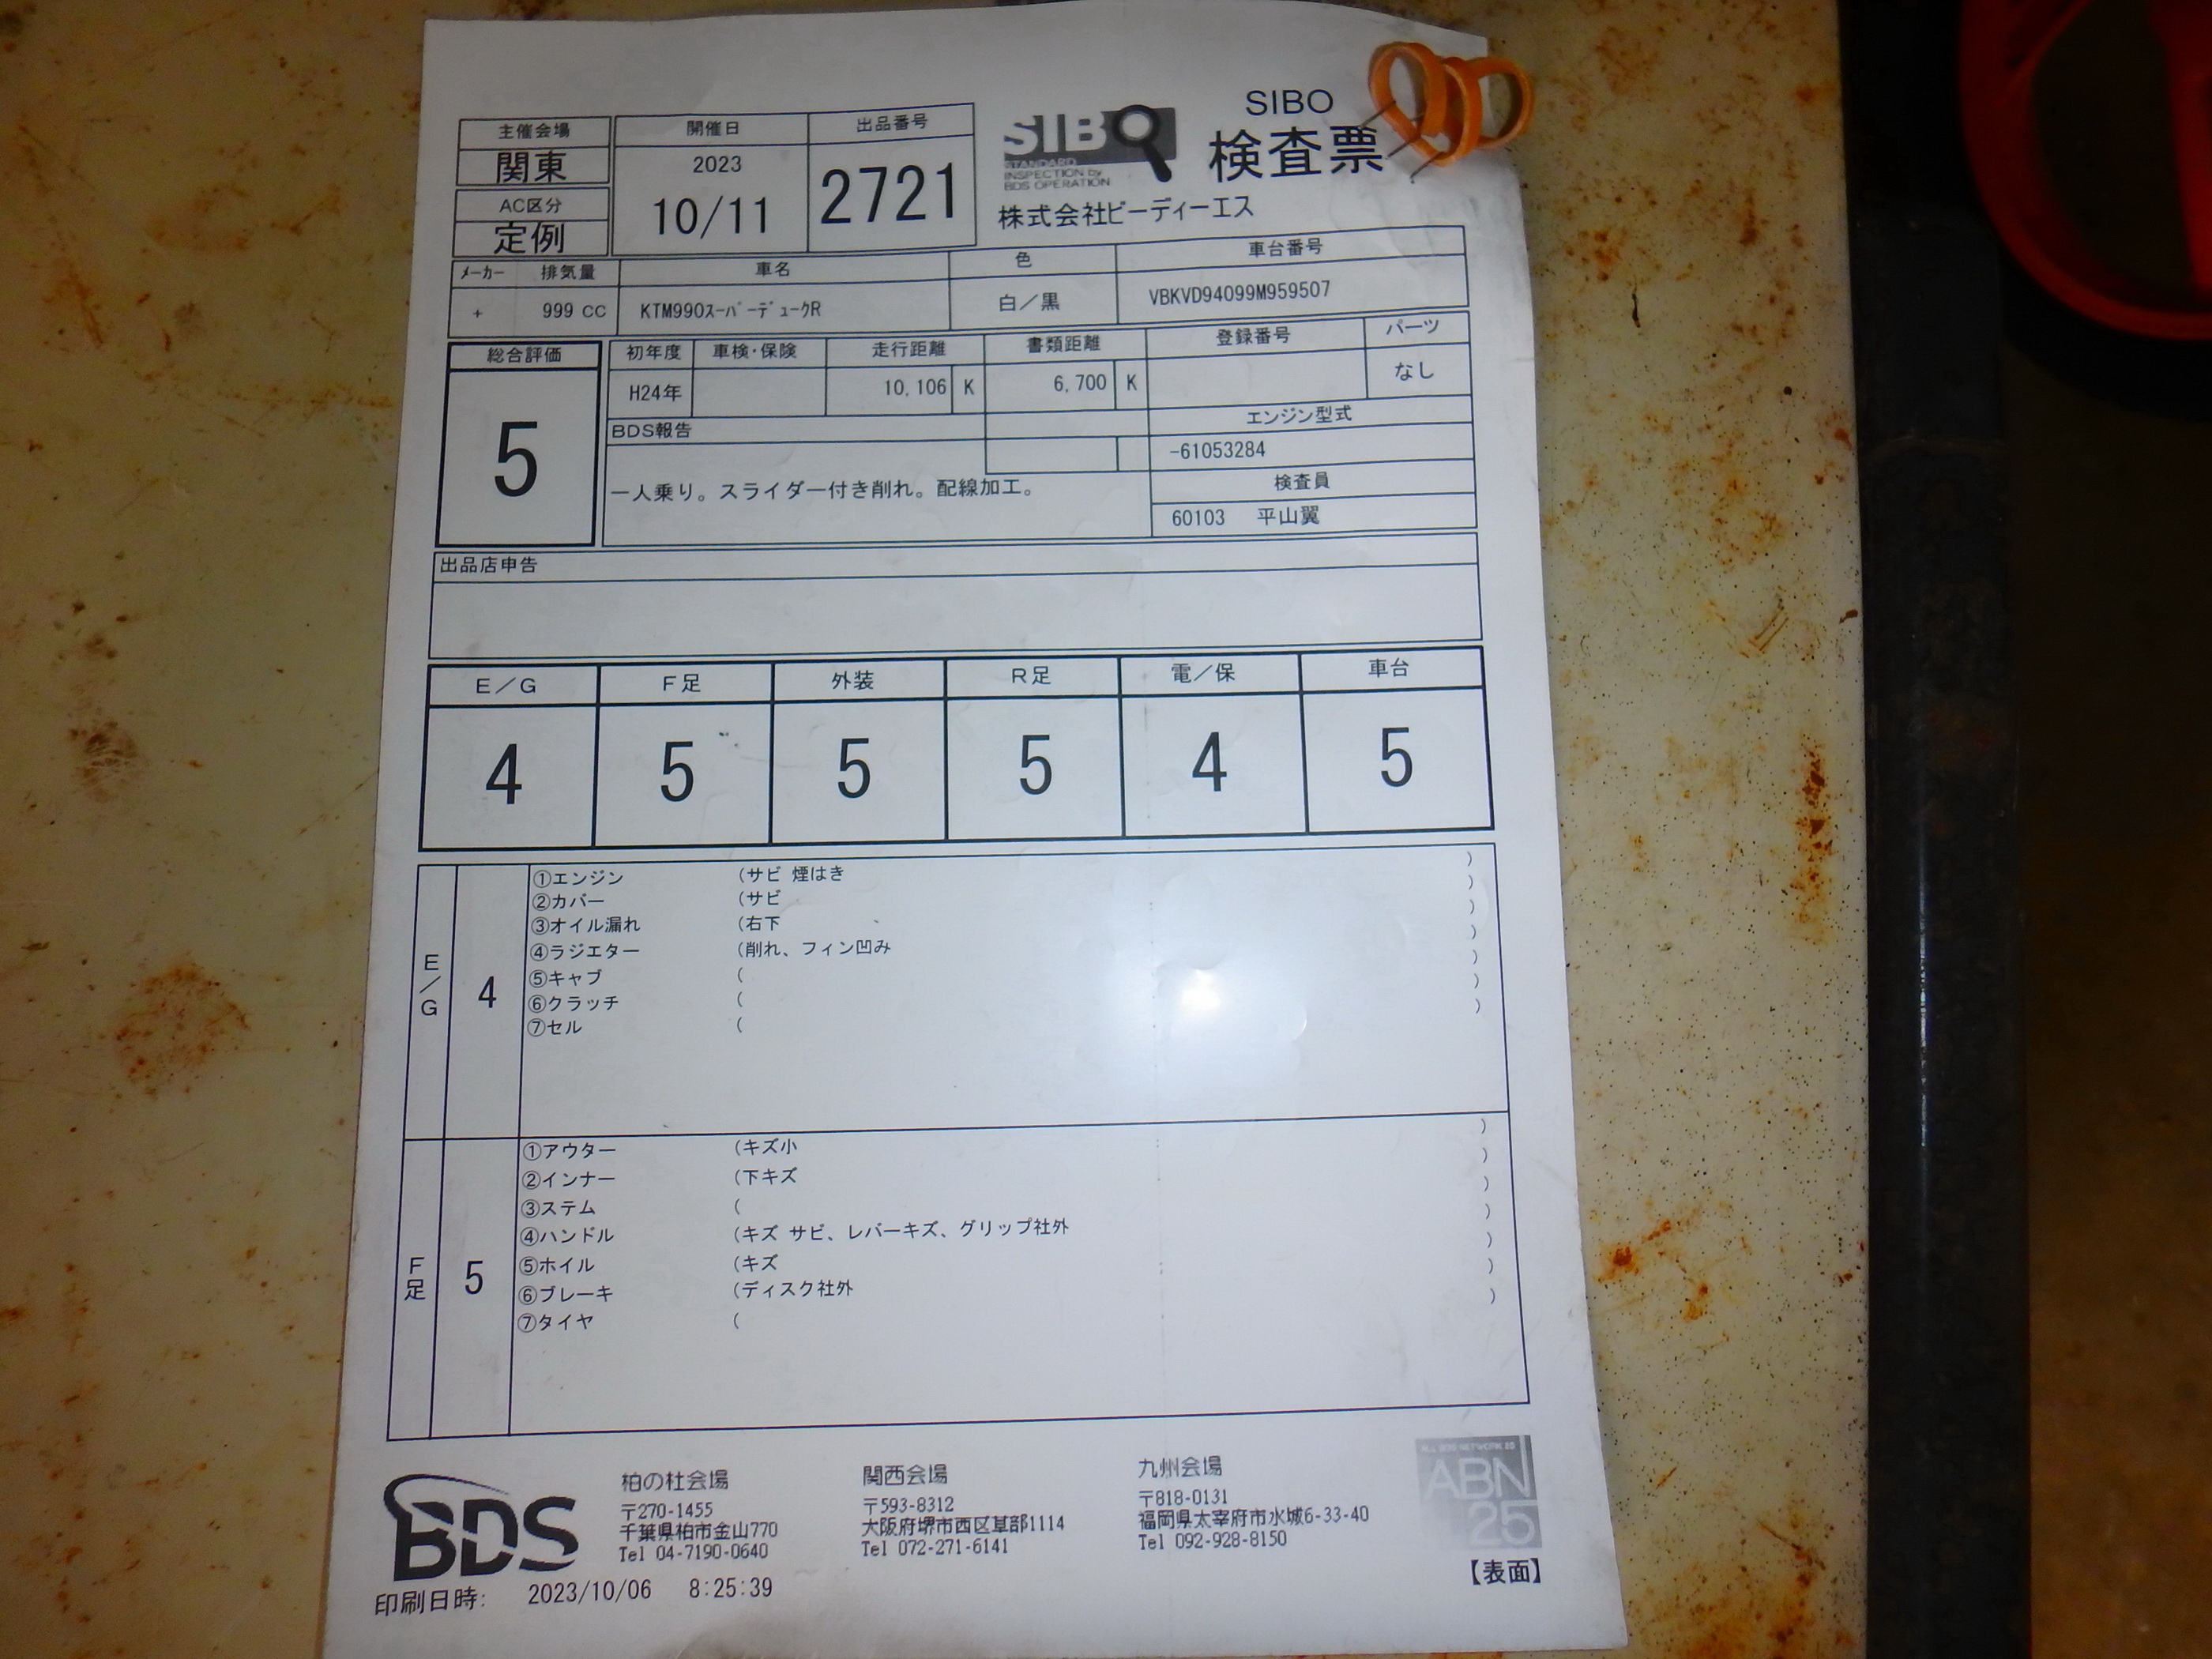 主催会場
関東
AC区分
定例
開催日
2023
10/11
出品番号
2721
SIBO
STANDARD
INSPECTION by
BDS OPERATION
SIBO
検査票
株式会社ビーディーエス
メーカー 排気量 車名 色 車台番号
+ 999 CC KTM990スーパーデュークR 白／黒 VBKVD94099M959507
総合評価
5
初年度 車検・保険 走行距離 書類距離 登録番号 パーツ
H24年 10,106 K 6,700 K なし
BDS報告
一人乗り。スライダー付き削れ。配線加工。
エンジン型式
-61053284
検査員
60103 平山翼
出品店申告
E／G F足 外装 R足 電／保 車台
4 5 5 5 4 5
E／G
4
①エンジン (サビ 煙はき )
②カバー (サビ )
③オイル漏れ (右下 )
④ラジエター (削れ、フィン凹み )
⑤キャブ ( )
⑥クラッチ ( )
⑦セル ( )
F足
5
①アウター (キズ小 )
②インナー (下キズ )
③ステム ( )
④ハンドル (キズ サビ、レバーキズ、グリップ社外 )
⑤ホイル (キズ )
⑥ブレーキ (ディスク社外 )
⑦タイヤ ( )
BDS
柏の杜会場
〒270-1455
千葉県柏市金山770
Tel 04-7190-0640
関西会場
〒593-8312
大阪府堺市西区草部1114
Tel 072-271-6141
九州会場
〒818-0131
福岡県太宰府市水城6-33-40
Tel 092-928-8150
ALL BDS NETWORK 25
ABN
25
【表面】
印刷日時: 2023/10/06 8:25:39